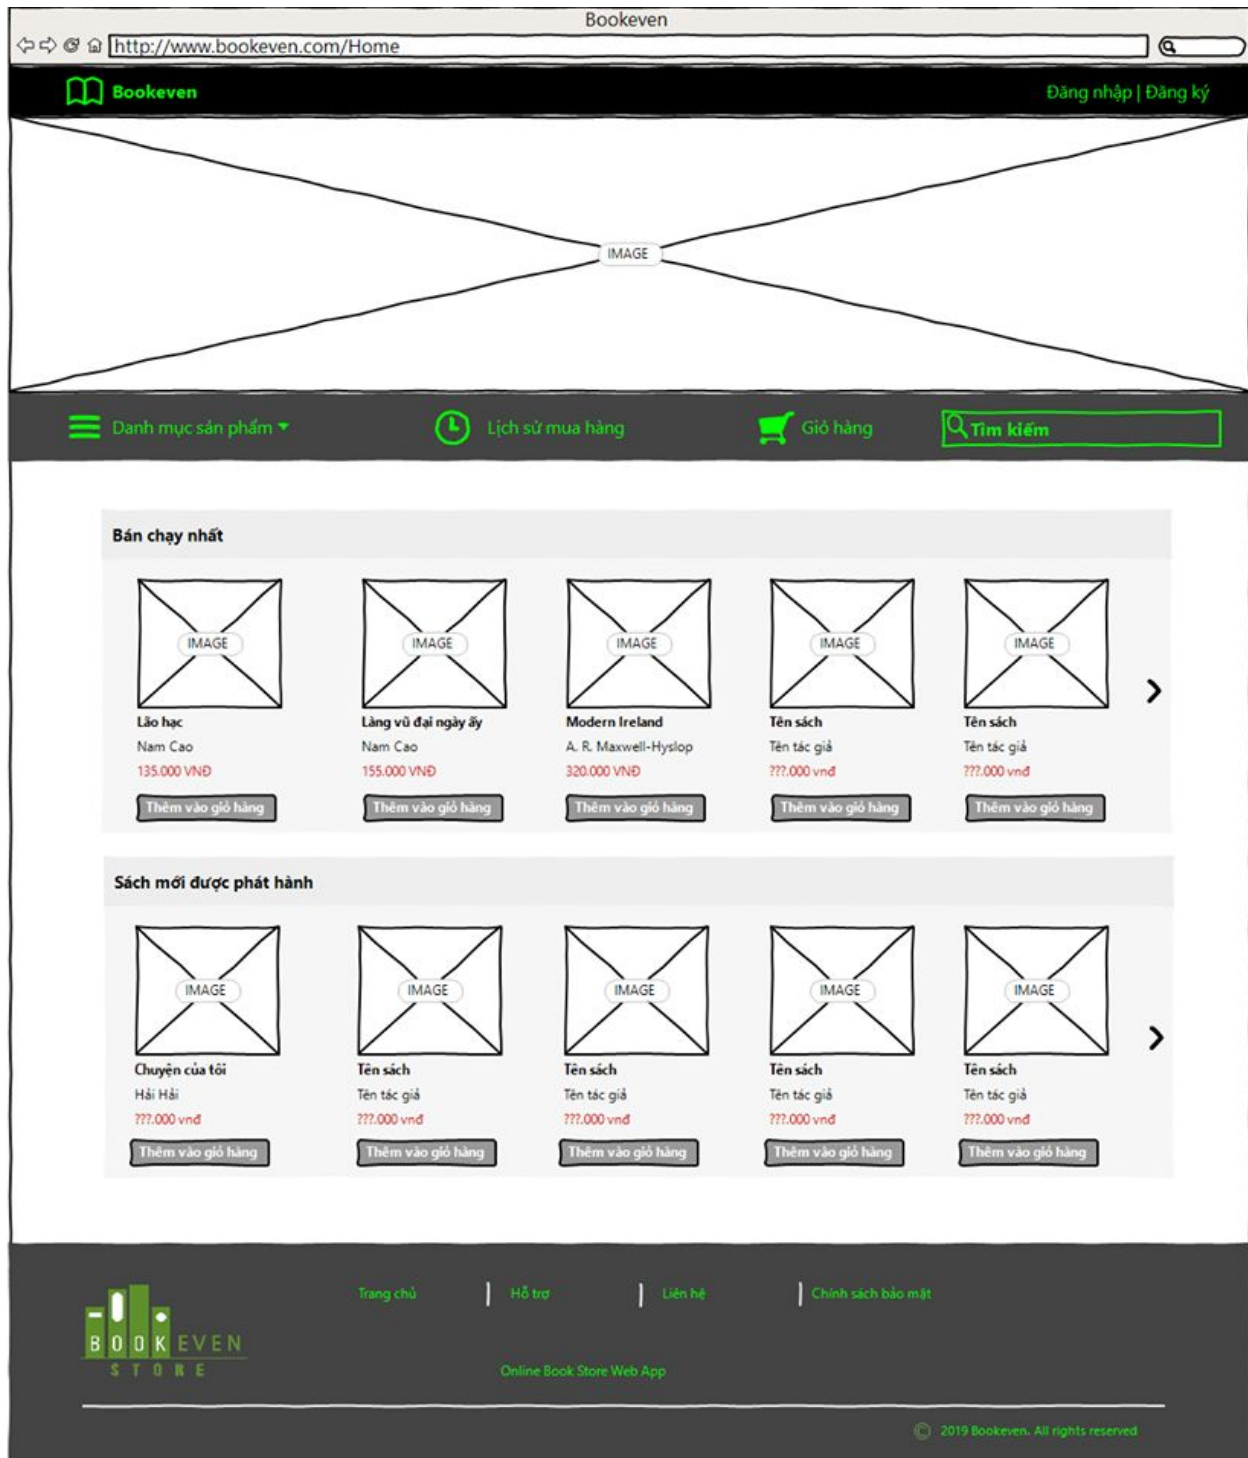 Bookeven
http://www.bookeven.com/Home
Bookeven
Đăng nhập | Đăng ký
IMAGE
Danh mục sản phẩm
Lịch sử mua hàng
Giỏ hàng
Tìm kiếm
Bán chạy nhất
IMAGE IMAGE IMAGE IMAGE IMAGE
Lão hạc Làng vũ đại ngày ấy Modern Ireland Tên sách Tên sách
Nam Cao Nam Cao A. R. Maxwell-Hyslop Tên tác giả Tên tác giả
135.000 VNĐ 155.000 VNĐ 320.000 VNĐ ???.000 vnđ ???.000 vnđ
Thêm vào giỏ hàng Thêm vào giỏ hàng Thêm vào giỏ hàng Thêm vào giỏ hàng Thêm vào giỏ hàng
Sách mới được phát hành
IMAGE IMAGE IMAGE IMAGE IMAGE
Chuyện của tôi Tên sách Tên sách Tên sách Tên sách
Hải Hải Tên tác giả Tên tác giả Tên tác giả Tên tác giả
???.000 vnđ ???.000 vnđ ???.000 vnđ ???.000 vnđ ???.000 vnđ
Thêm vào giỏ hàng Thêm vào giỏ hàng Thêm vào giỏ hàng Thêm vào giỏ hàng Thêm vào giỏ hàng
BOOKEVEN
STORE
Trang chủ | Hỗ trợ | Liên hệ | Chính sách bảo mật
Online Book Store Web App
© 2019 Bookeven. All rights reserved